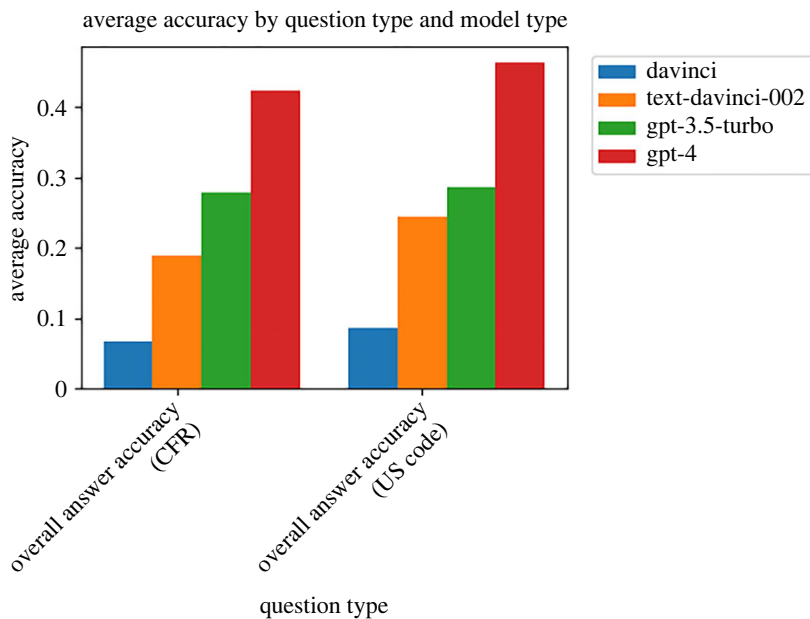 average accuracy by question type and model type
davinci
text-davinci-002
gpt-3.5-turbo
gpt-4
average accuracy
0.4
0.3
0.2
0.1
0
overall answer accuracy
(CFR)
overall answer accuracy
(US code)
question type